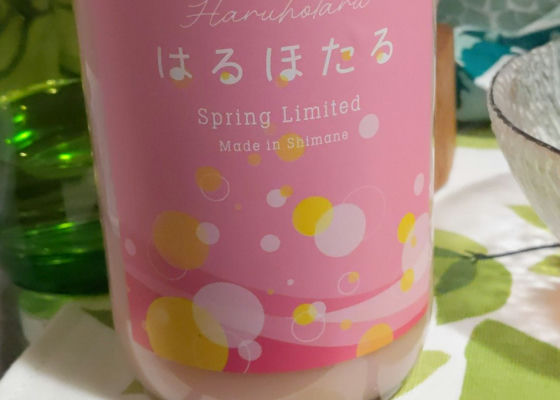 Haruhotaru
はるほたる
Spring Limited
Made in Shimane